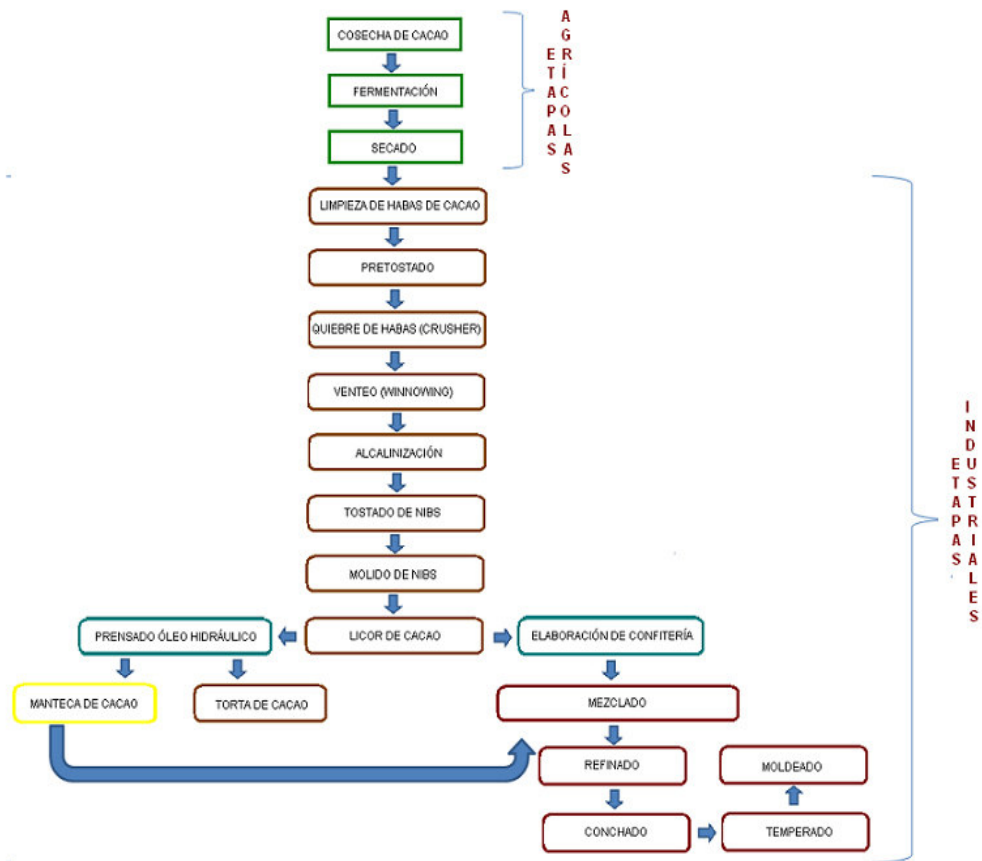 COSECHA DE CACAO
FERMENTACIÓN
SECADO
ETAPAS
AGRÍCOLAS
LIMPIEZA DE HABAS DE CACAO
PRETOSTADO
QUIEBRE DE HABAS (CRUSHER)
VENTEO (WINNOWING)
ALCALINIZACIÓN
TOSTADO DE NIBS
MOLIDO DE NIBS
PRENSADO ÓLEO HIDRÁULICO
LICOR DE CACAO
ELABORACIÓN DE CONFITERÍA
MANTECA DE CACAO
TORTA DE CACAO
MEZCLADO
REFINADO
MOLDEADO
CONCHADO
TEMPERADO
ETAPAS
INDUSTRIALES